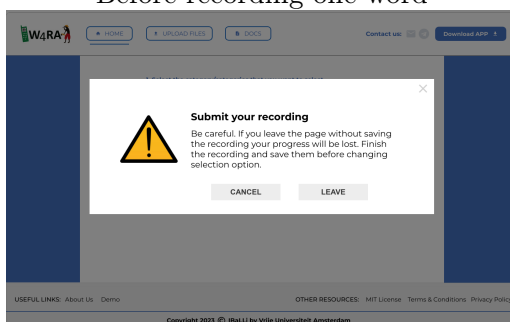 Before recording one word
W4RA
HOME
UPLOAD FILES
DOCS
Contact us:
Download APP
Submit your recording
Be careful. If you leave the page without saving
the recording your progress will be lost. Finish
the recording and save them before changing
selection option.
CANCEL LEAVE
USEFUL LINKS: About Us Demo
OTHER RESOURCES: MIT License Terms & Conditions Privacy Policy
Copyright 2023 © IBaLLi by Vrije Universiteit Amsterdam